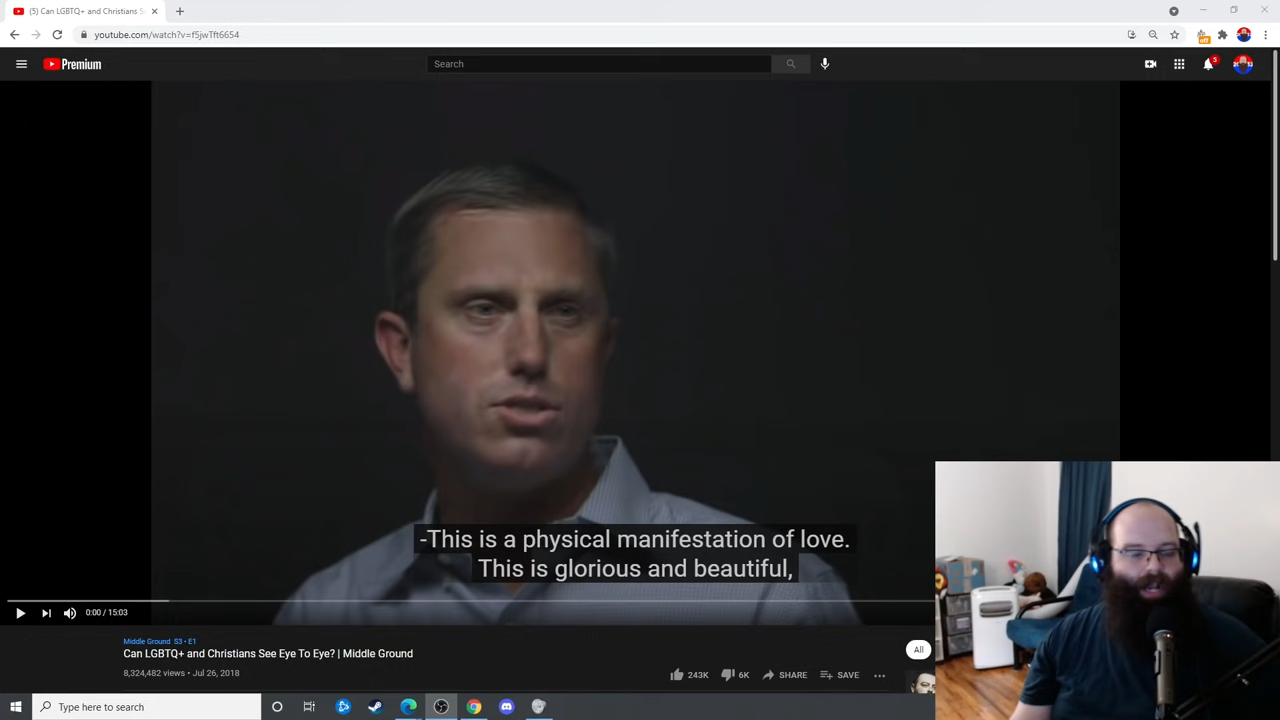 (5) Can LGBTQ+ and Christians S
youtube.com/watch?v=f5jwTft6654
off
Premium
Search
5
-This is a physical manifestation of love.
This is glorious and beautiful,
0:00 / 15:03
Middle Ground S3 • E1
Can LGBTQ+ and Christians See Eye To Eye? | Middle Ground
All
8,324,482 views • Jul 26, 2018
243K
6K
SHARE
SAVE
Type here to search